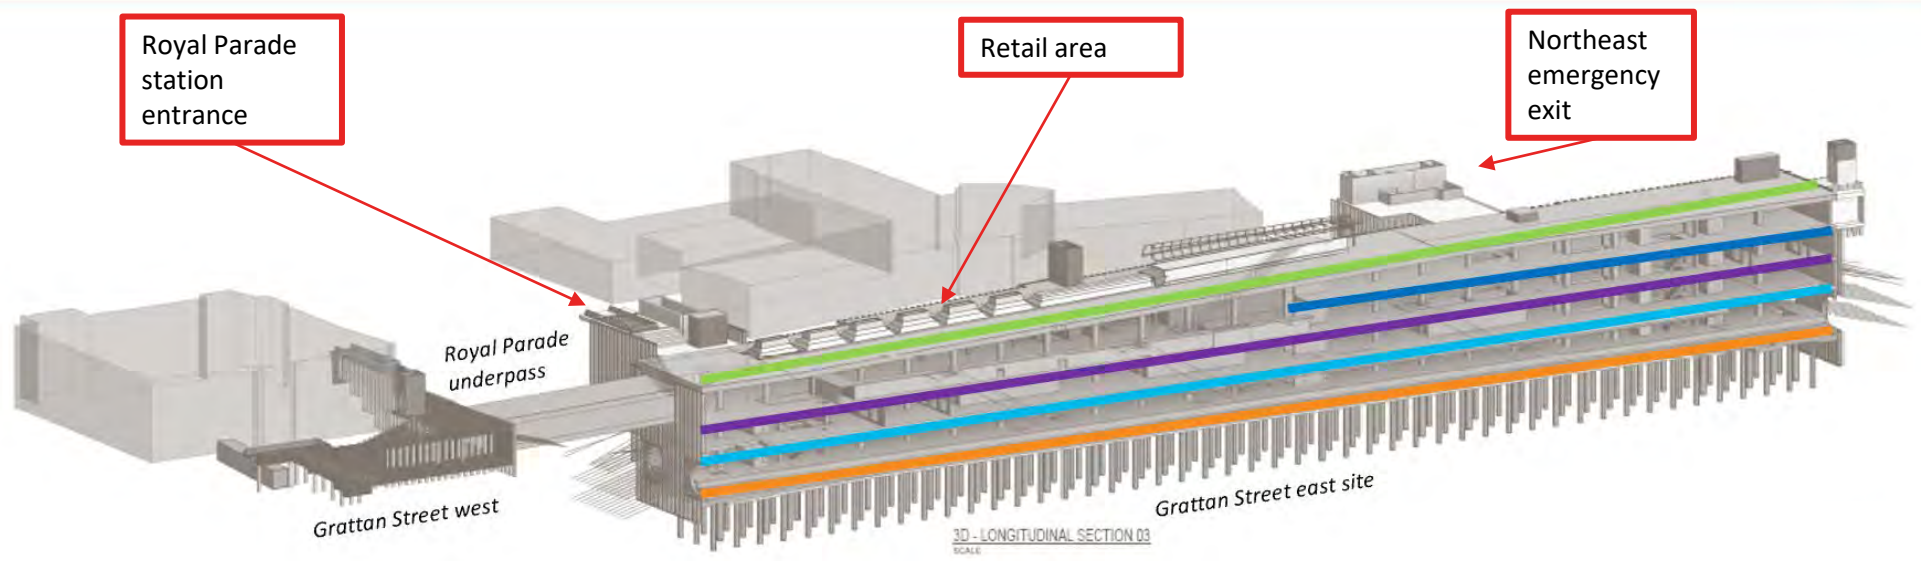 Royal Parade
station
entrance
Retail area
Northeast
emergency
exit
Royal Parade
underpass
Grattan Street west
Grattan Street east site
3D - LONGITUDINAL SECTION 03
SCALE